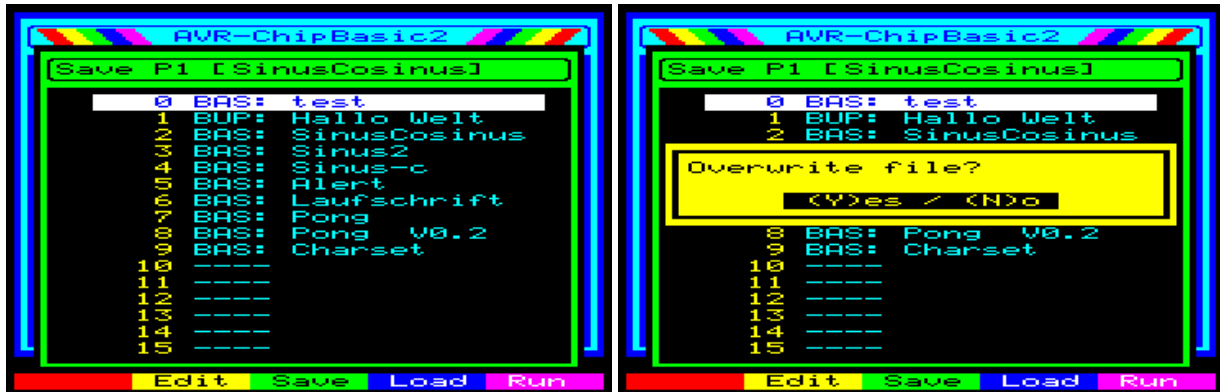 AVR-ChipBasic2
Save P1 [SinusCosinus]
0 BAS: test
1 BUP: Hallo Welt
2 BAS: SinusCosinus
3 BAS: Sinus2
4 BAS: Sinus-c
5 BAS: Alert
6 BAS: Laufschrift
7 BAS: Pong
8 BAS: Pong V0.2
9 BAS: Charset
10 ----
11 ----
12 ----
13 ----
14 ----
15 ----
Edit Save Load Run
AVR-ChipBasic2
Save P1 [SinusCosinus]
0 BAS: test
1 BUP: Hallo Welt
2 BAS: SinusCosinus
Overwrite file?
(Y)es / (N)o
8 BAS: Pong V0.2
9 BAS: Charset
10 ----
11 ----
12 ----
13 ----
14 ----
15 ----
Edit Save Load Run